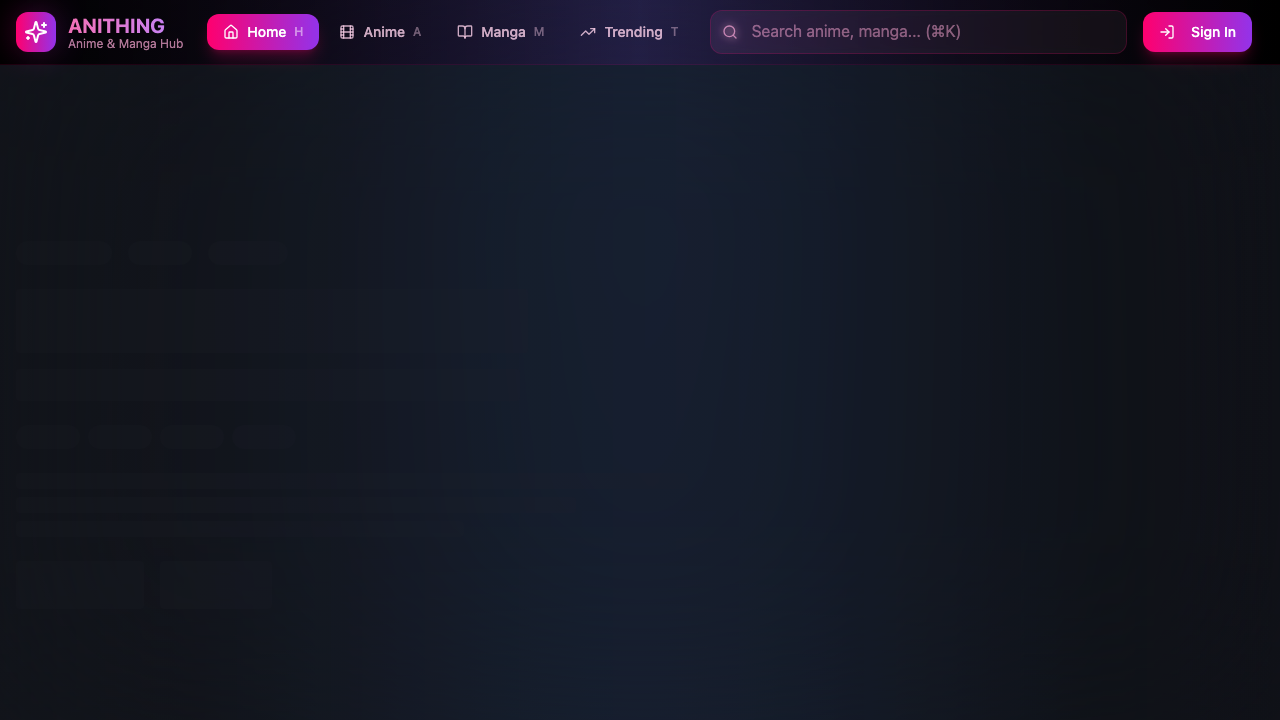 ANITHING
Anime & Manga Hub
Home H
Anime A
Manga M
Trending T
Search anime, manga... (⌘K)
Sign In